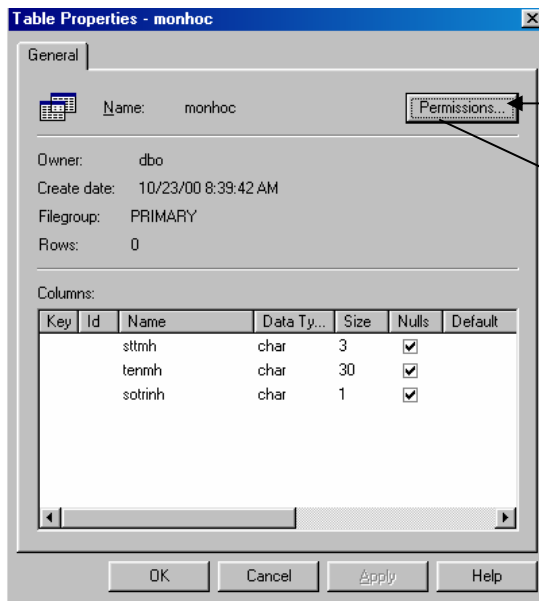 Table Properties - monhoc
General
Name: monhoc
Permissions...
Owner: dbo
Create date: 10/23/00 8:39:42 AM
Filegroup: PRIMARY
Rows: 0
Columns:
Key Id Name Data Ty... Size Nulls Default
sttmh char 3
tenmh char 30
sotrinh char 1
OK Cancel Apply Help